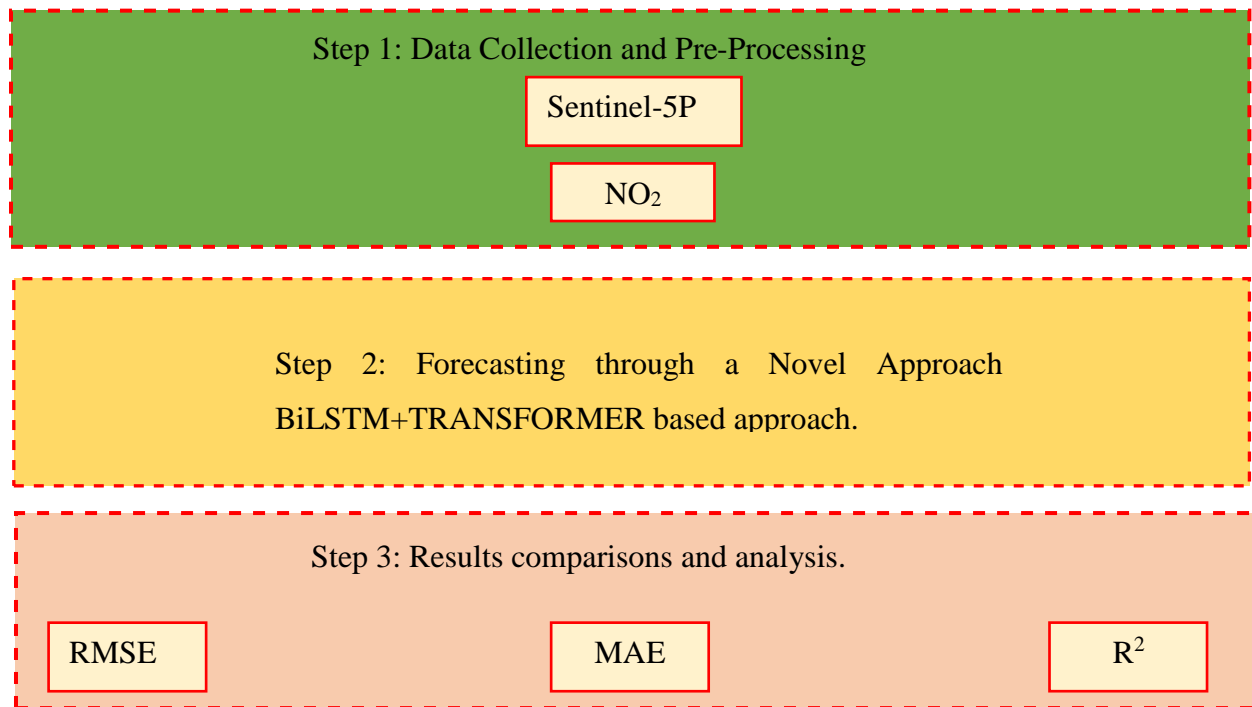 Step 1: Data Collection and Pre-Processing
Sentinel-5P
NO₂
Step 2: Forecasting through a Novel Approach
BiLSTM+TRANSFORMER based approach.
Step 3: Results comparisons and analysis.
RMSE
MAE
R²